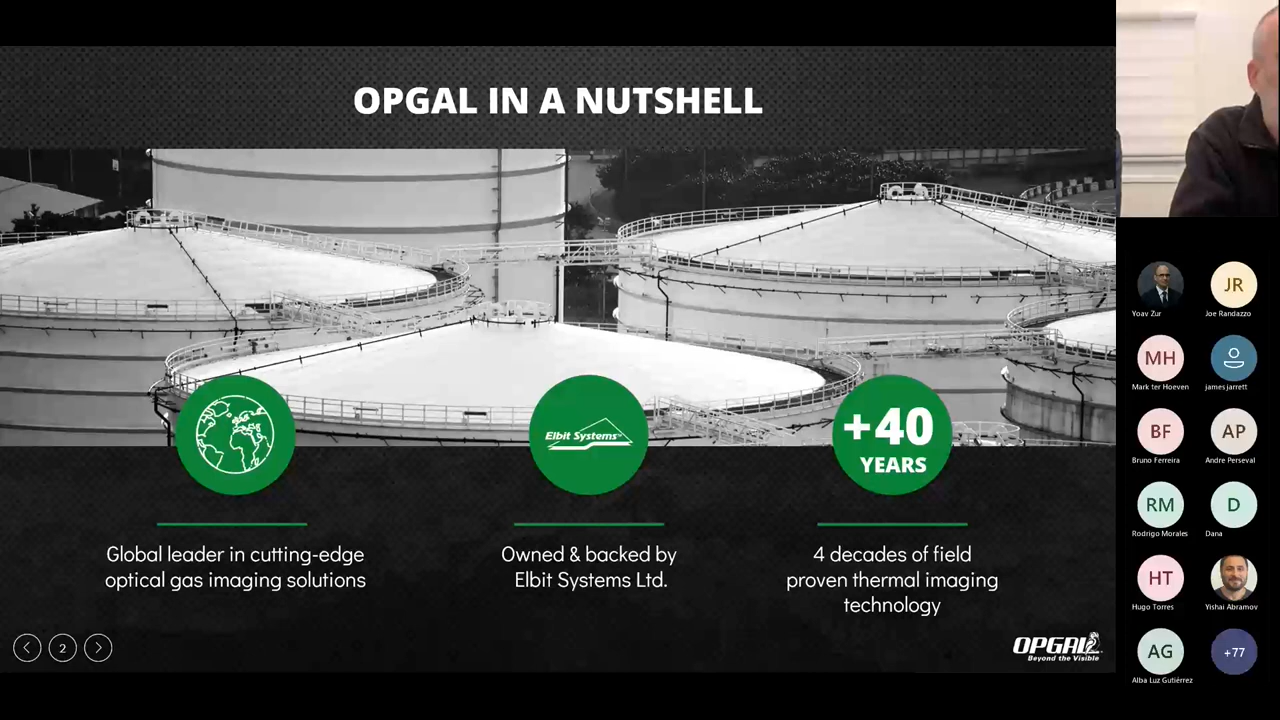 OPGAL IN A NUTSHELL
Elbit Systems™
+40
YEARS
Global leader in cutting-edge
optical gas imaging solutions
Owned & backed by
Elbit Systems Ltd.
4 decades of field
proven thermal imaging
technology
2
OPGAL
Beyond the Visible
Yoav Zur
JR
Joe Randazzo
MH
Mark ter Hoeven
james jarrett
BF
Bruno Ferreira
AP
Andre Perseval
RM
Rodrigo Morales
D
Dana
HT
Hugo Torres
Yishai Abramov
AG
Alba Luz Gutiérrez
+77